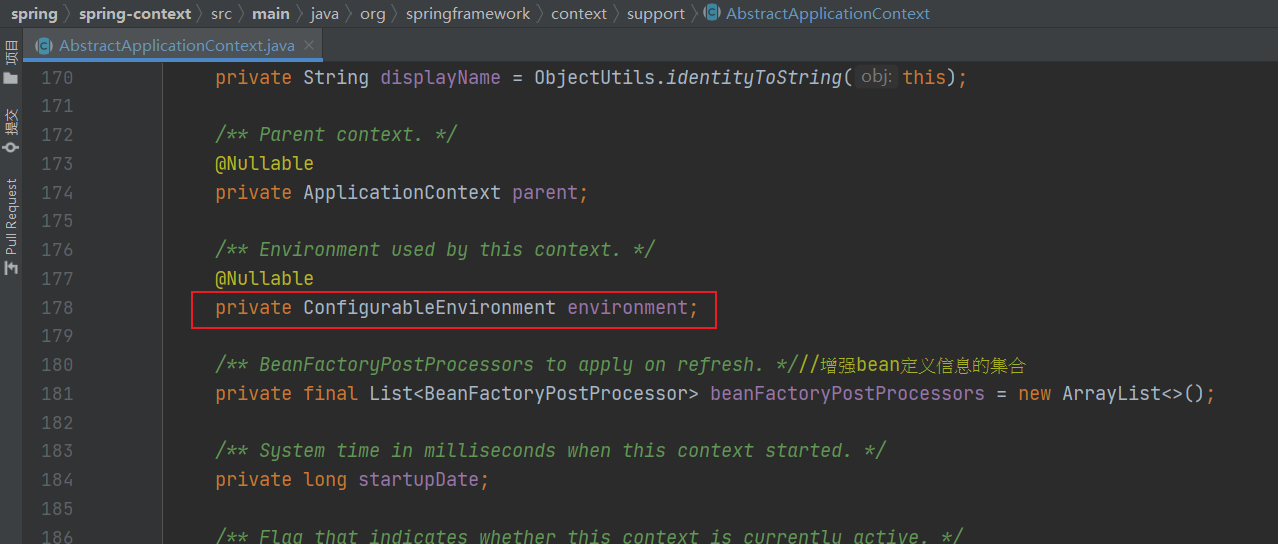 spring > spring-context > src > main > java > org > springframework > context > support > AbstractApplicationContext
AbstractApplicationContext.java ×
项目
提交
Pull Request
170 private String displayName = ObjectUtils.identityToString( obj: this);
171
172 /** Parent context. */
173 @Nullable
174 private ApplicationContext parent;
175
176 /** Environment used by this context. */
177 @Nullable
178 private ConfigurableEnvironment environment;
179
180 /** BeanFactoryPostProcessors to apply on refresh. *///增强bean定义信息的集合
181 private final List<BeanFactoryPostProcessor> beanFactoryPostProcessors = new ArrayList<>();
182
183 /** System time in milliseconds when this context started. */
184 private long startupDate;
185
186 /** Flag that indicates whether this context is currently active. */